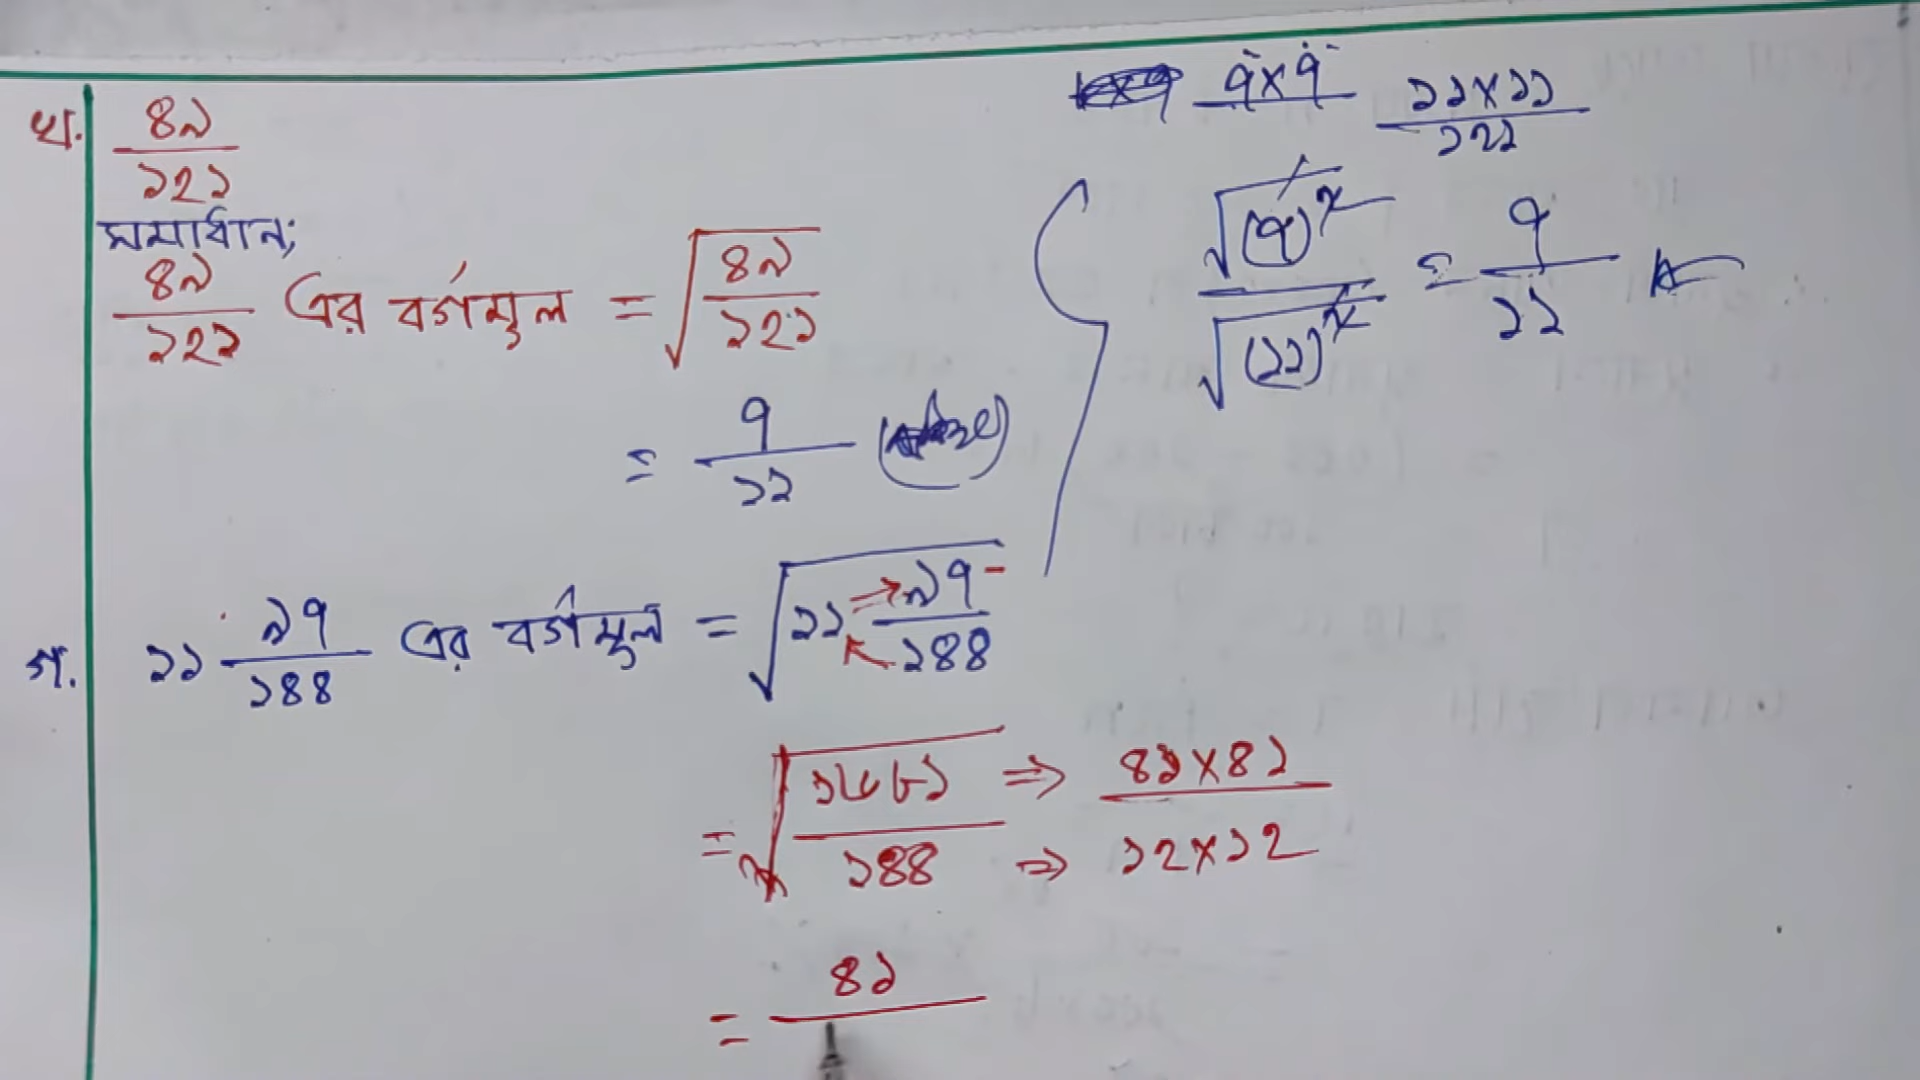 খ. ৪৯/১২১
সমাধান;
৪৯/১২১ এর বর্গমূল = √(৪৯/১২১)
= ৭/১১
৭×৭ ১১×১১/১২১
√(৭)²/√(১১)² = ৭/১১
গ. ১১ ৯৭/১৪৪ এর বর্গমূল = √(১১ ৯৭/১৪৪)
= √(১৬৮১/১৪৪) ⇒ ৪১×৪১ ⇒ ১২×১২
= ৪১